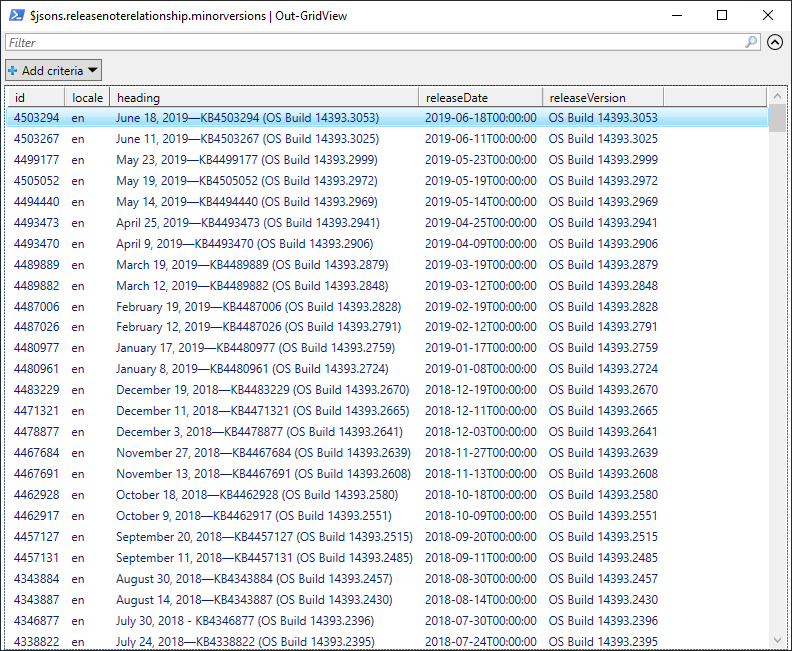 $jsons.releasenoterelationship.minorversions | Out-GridView
Filter
Add criteria
id locale heading releaseDate releaseVersion
4503294 en June 18, 2019—KB4503294 (OS Build 14393.3053) 2019-06-18T00:00:00 OS Build 14393.3053
4503267 en June 11, 2019—KB4503267 (OS Build 14393.3025) 2019-06-11T00:00:00 OS Build 14393.3025
4499177 en May 23, 2019—KB4499177 (OS Build 14393.2999) 2019-05-23T00:00:00 OS Build 14393.2999
4505052 en May 19, 2019—KB4505052 (OS Build 14393.2972) 2019-05-19T00:00:00 OS Build 14393.2972
4494440 en May 14, 2019—KB4494440 (OS Build 14393.2969) 2019-05-14T00:00:00 OS Build 14393.2969
4493473 en April 25, 2019—KB4493473 (OS Build 14393.2941) 2019-04-25T00:00:00 OS Build 14393.2941
4493470 en April 9, 2019—KB4493470 (OS Build 14393.2906) 2019-04-09T00:00:00 OS Build 14393.2906
4489889 en March 19, 2019—KB4489889 (OS Build 14393.2879) 2019-03-19T00:00:00 OS Build 14393.2879
4489882 en March 12, 2019—KB4489882 (OS Build 14393.2848) 2019-03-12T00:00:00 OS Build 14393.2848
4487006 en February 19, 2019—KB4487006 (OS Build 14393.2828) 2019-02-19T00:00:00 OS Build 14393.2828
4487026 en February 12, 2019—KB4487026 (OS Build 14393.2791) 2019-02-12T00:00:00 OS Build 14393.2791
4480977 en January 17, 2019—KB4480977 (OS Build 14393.2759) 2019-01-17T00:00:00 OS Build 14393.2759
4480961 en January 8, 2019—KB4480961 (OS Build 14393.2724) 2019-01-08T00:00:00 OS Build 14393.2724
4483229 en December 19, 2018—KB4483229 (OS Build 14393.2670) 2018-12-19T00:00:00 OS Build 14393.2670
4471321 en December 11, 2018—KB4471321 (OS Build 14393.2665) 2018-12-11T00:00:00 OS Build 14393.2665
4478877 en December 3, 2018—KB4478877 (OS Build 14393.2641) 2018-12-03T00:00:00 OS Build 14393.2641
4467684 en November 27, 2018—KB4467684 (OS Build 14393.2639) 2018-11-27T00:00:00 OS Build 14393.2639
4467691 en November 13, 2018—KB4467691 (OS Build 14393.2608) 2018-11-13T00:00:00 OS Build 14393.2608
4462928 en October 18, 2018—KB4462928 (OS Build 14393.2580) 2018-10-18T00:00:00 OS Build 14393.2580
4462917 en October 9, 2018—KB4462917 (OS Build 14393.2551) 2018-10-09T00:00:00 OS Build 14393.2551
4457127 en September 20, 2018—KB4457127 (OS Build 14393.2515) 2018-09-20T00:00:00 OS Build 14393.2515
4457131 en September 11, 2018—KB4457131 (OS Build 14393.2485) 2018-09-11T00:00:00 OS Build 14393.2485
4343884 en August 30, 2018—KB4343884 (OS Build 14393.2457) 2018-08-30T00:00:00 OS Build 14393.2457
4343887 en August 14, 2018—KB4343887 (OS Build 14393.2430) 2018-08-14T00:00:00 OS Build 14393.2430
4346877 en July 30, 2018 - KB4346877 (OS Build 14393.2396) 2018-07-30T00:00:00 OS Build 14393.2396
4338822 en July 24, 2018—KB4338822 (OS Build 14393.2395) 2018-07-24T00:00:00 OS Build 14393.2395